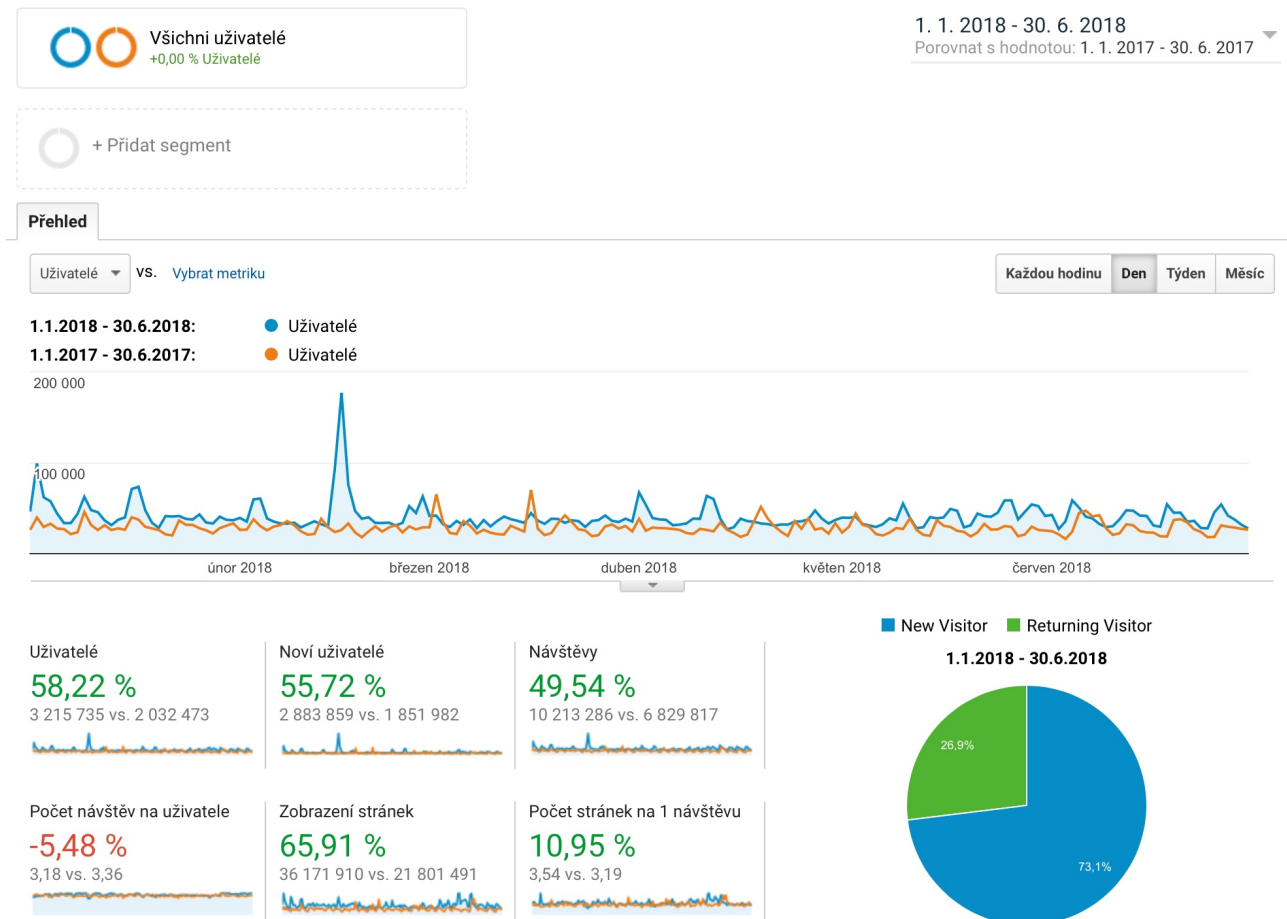 Všichni uživatelé
+0,00 % Uživatelé
1. 1. 2018 - 30. 6. 2018
Porovnat s hodnotou: 1. 1. 2017 - 30. 6. 2017
+ Přidat segment
Přehled
Uživatelé vs. Vybrat metriku
Každou hodinu Den Týden Měsíc
1.1.2018 - 30.6.2018: Uživatelé
1.1.2017 - 30.6.2017: Uživatelé
200 000
100 000
únor 2018 březen 2018 duben 2018 květen 2018 červen 2018
Uživatelé
58,22 %
3 215 735 vs. 2 032 473
Noví uživatelé
55,72 %
2 883 859 vs. 1 851 982
Návštěvy
49,54 %
10 213 286 vs. 6 829 817
Počet návštěv na uživatele
-5,48 %
3,18 vs. 3,36
Zobrazení stránek
65,91 %
36 171 910 vs. 21 801 491
Počet stránek na 1 návštěvu
10,95 %
3,54 vs. 3,19
New Visitor Returning Visitor
1.1.2018 - 30.6.2018
26,9%
73,1%